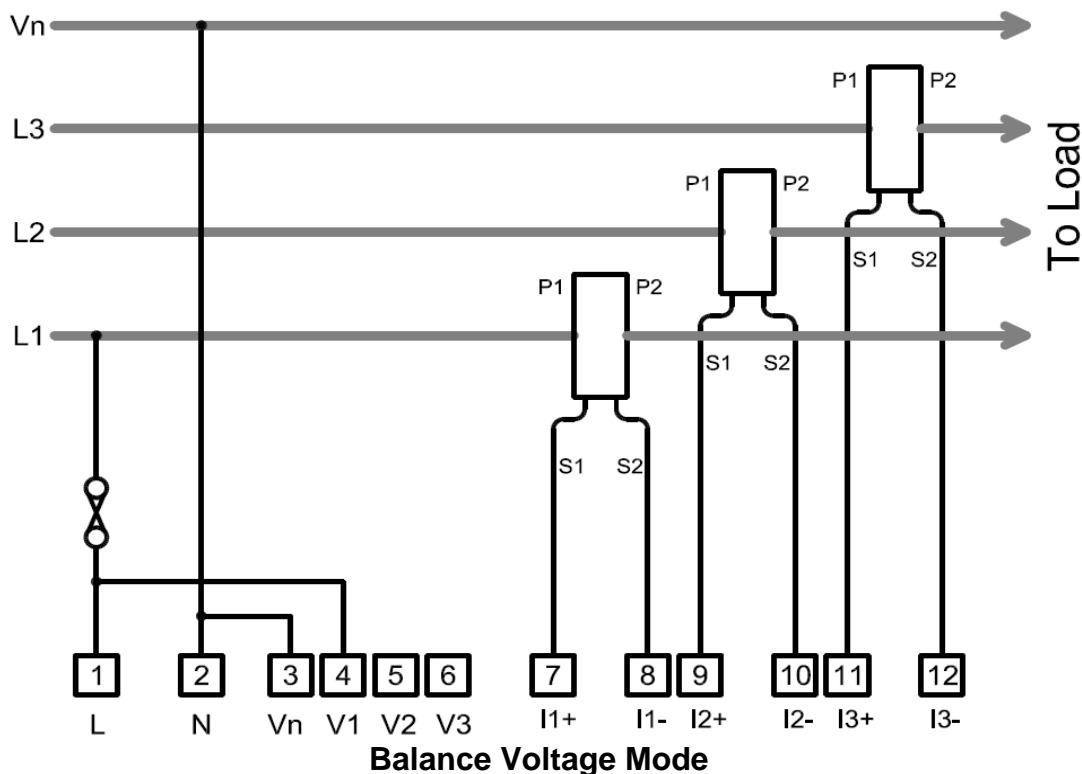 Vn
P1 P2
L3
P1 P2
L2
S1 S2
P1 P2
L1
S1 S2
S1 S2
To Load
1 2 3 4 5 6 7 8 9 10 11 12
L N Vn V1 V2 V3 I1+ I1- I2+ I2- I3+ I3-
Balance Voltage Mode